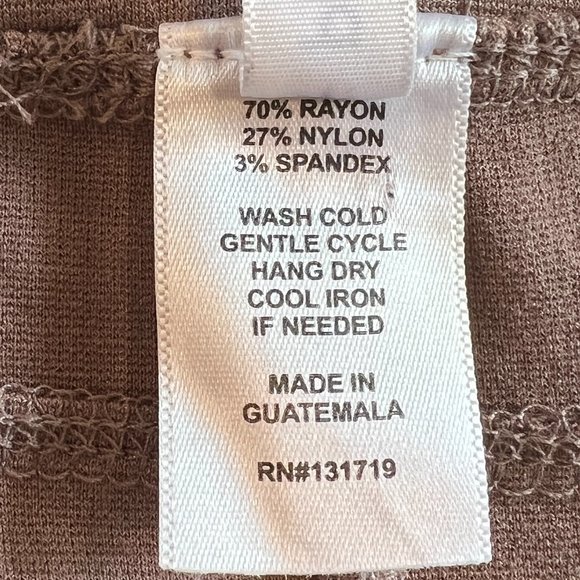 70% RAYON
27% NYLON
3% SPANDEX
WASH COLD
GENTLE CYCLE
HANG DRY
COOL IRON
IF NEEDED
MADE IN
GUATEMALA
RN#131719